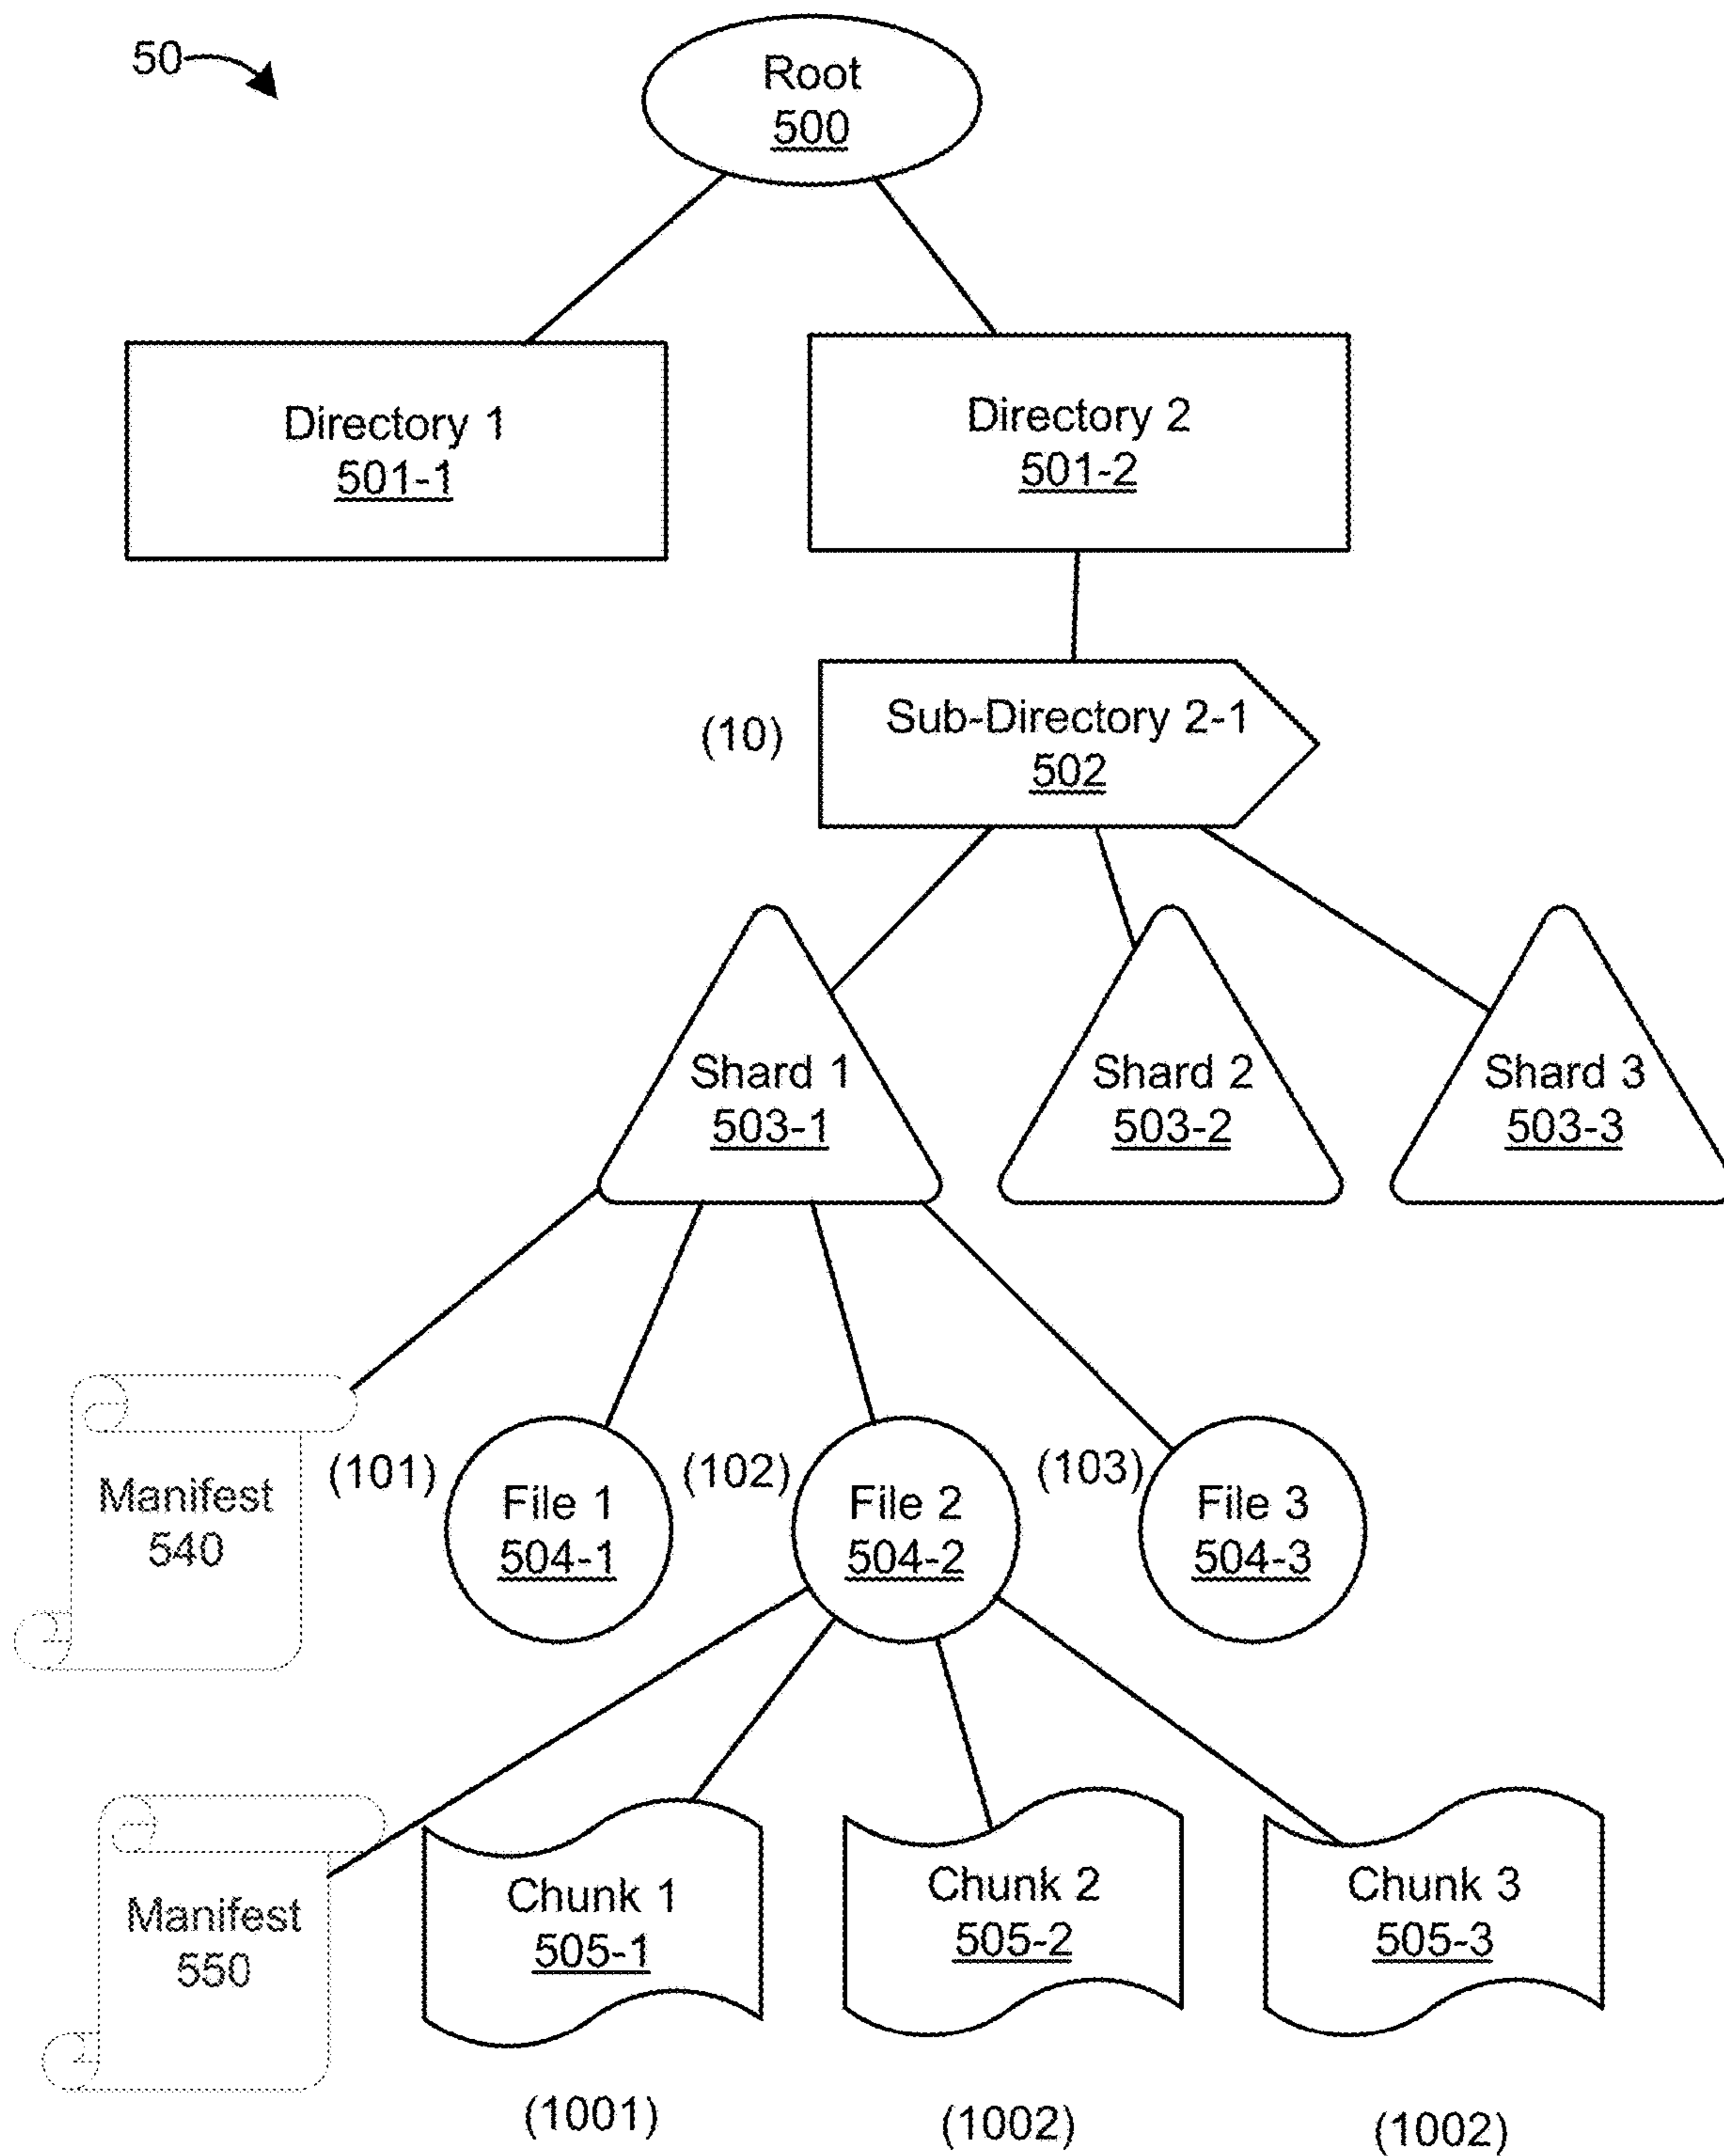 50
Root
500
Directory 1
501-1
Directory 2
501-2
(10)
Sub-Directory 2-1
502
Shard 1
503-1
Shard 2
503-2
Shard 3
503-3
Manifest
540
(101)
File 1
504-1
(102)
File 2
504-2
(103)
File 3
504-3
Manifest
550
Chunk 1
505-1
Chunk 2
505-2
Chunk 3
505-3
(1001)
(1002)
(1002)